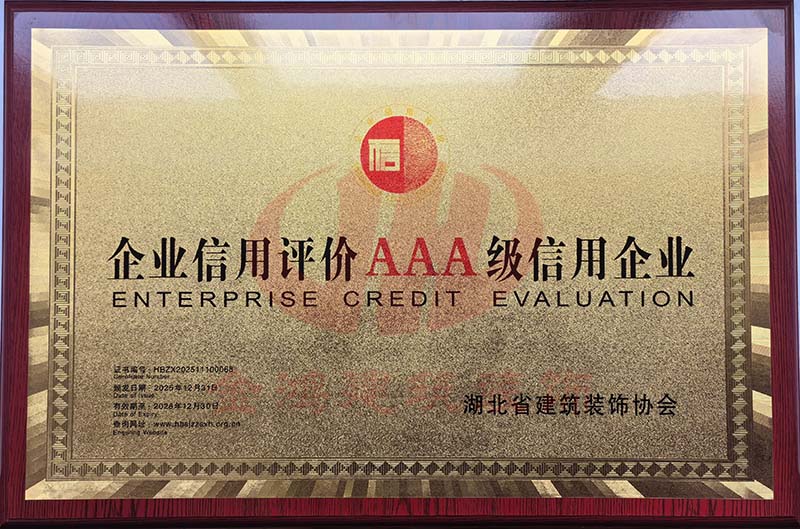 信
企业信用评价AAA级信用企业
ENTERPRISE CREDIT EVALUATION
证书编号：HBZX202511100068
Certificate Number
颁发日期：2025年12月31日
Date of Issue
有效期至：2028年12月30日
Date of Expiry
查询网址：www.hbsjzzsxh.org.cn
Enquiring Website
湖北省建筑装饰协会